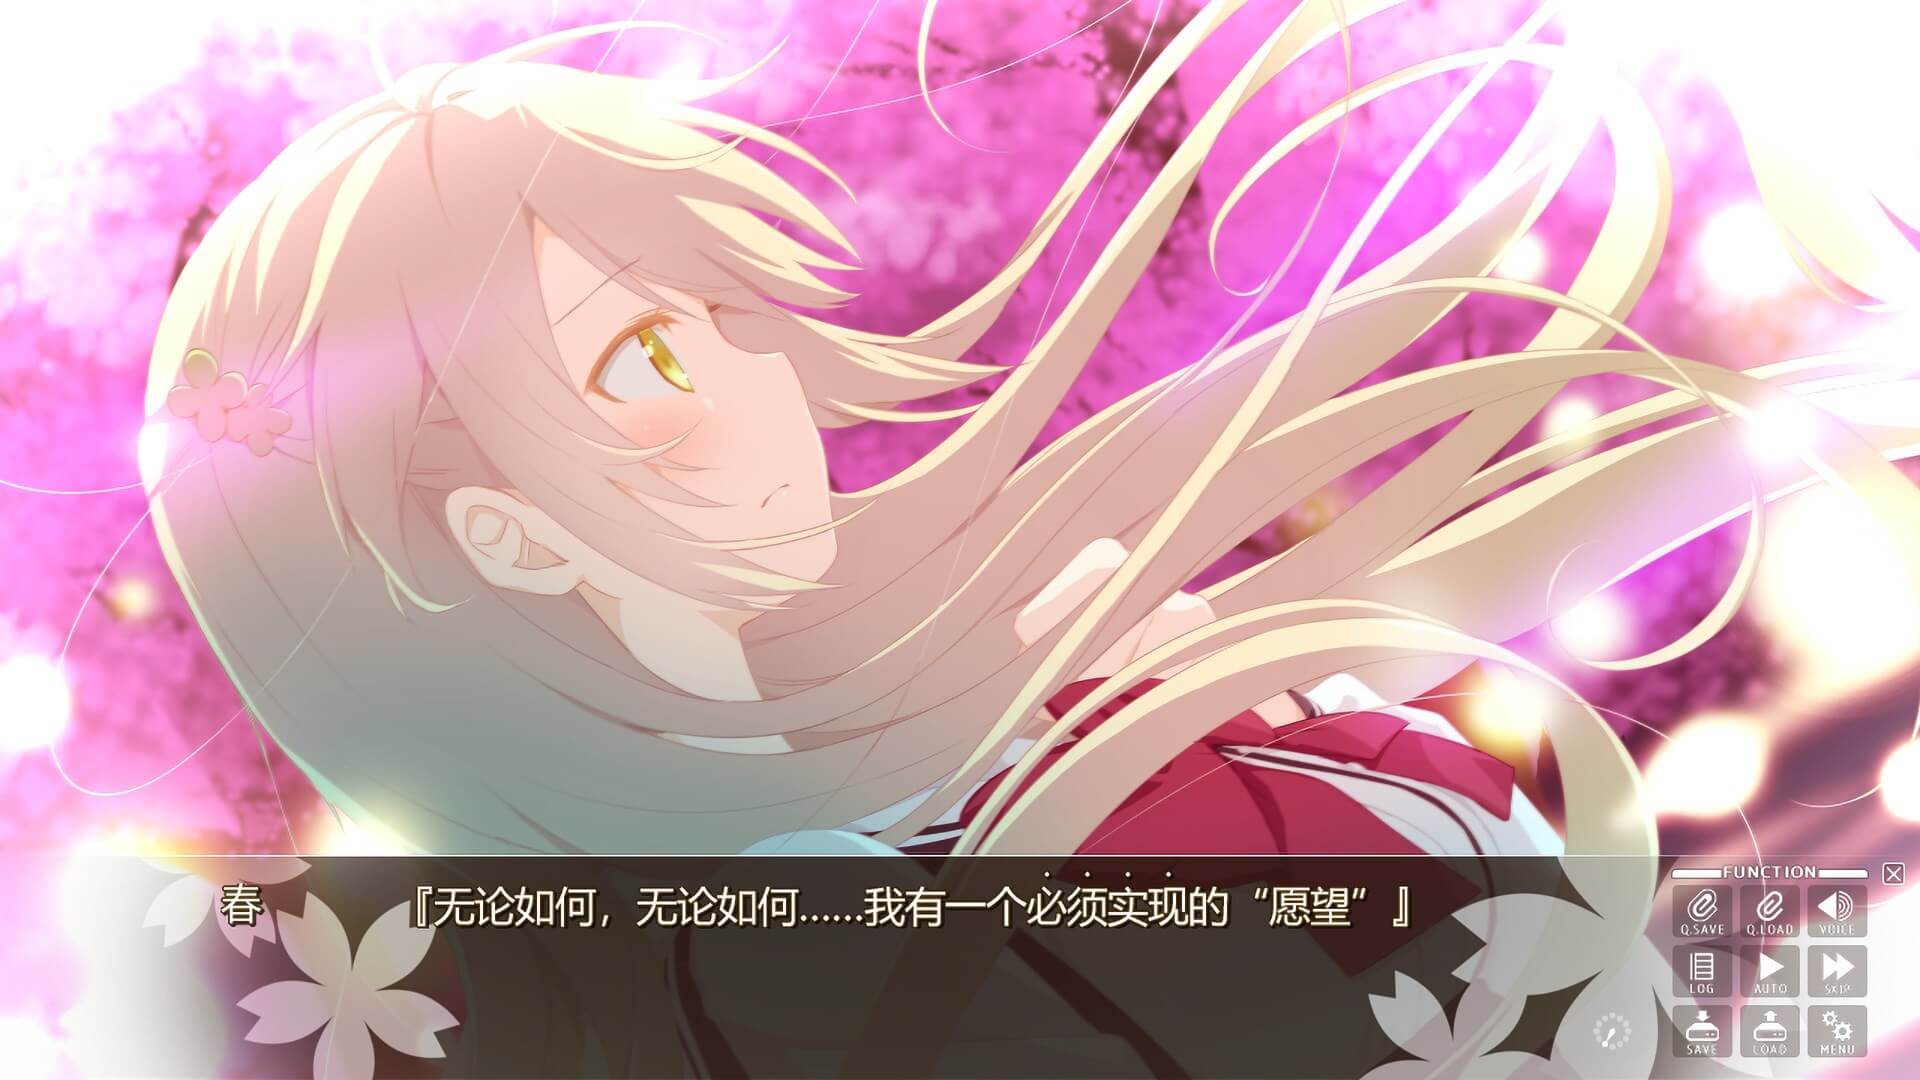 春
『无论如何，无论如何……我有一个必须实现的“愿望”』
FUNCTION
Q.SAVE Q.LOAD VOICE
LOG AUTO SKIP
SAVE LOAD MENU